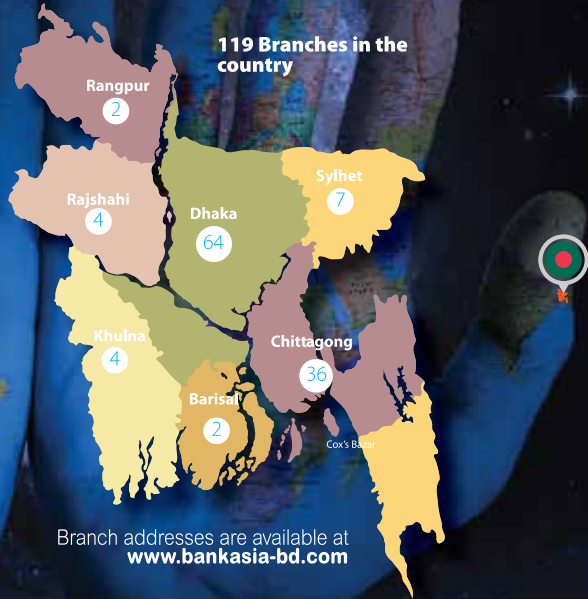 119 Branches in the
country
Rangpur
2
Sylhet
7
Rajshahi
4
Dhaka
64
Khulna
4
Chittagong
36
Barisal
2
Cox's Bazar
Branch addresses are available at
www.bankasia-bd.com